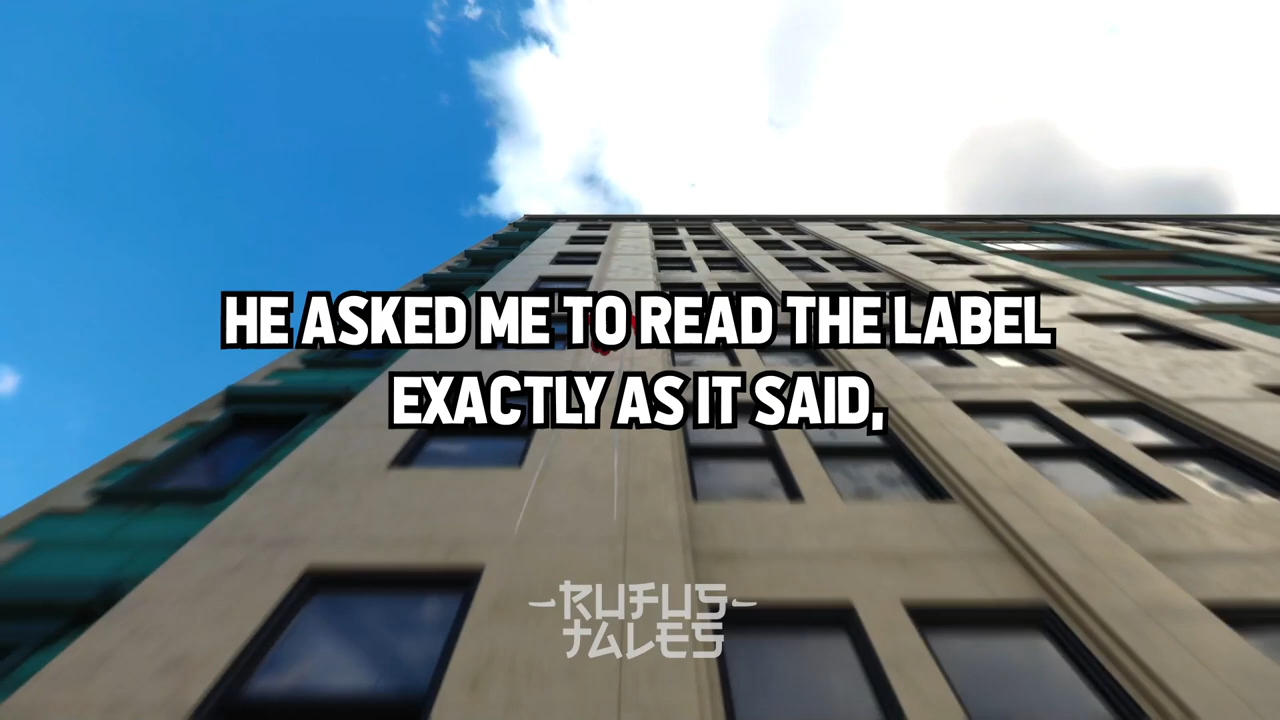 HE ASKED ME TO READ THE LABEL
EXACTLY AS IT SAID,
-RUFUS-
TALES